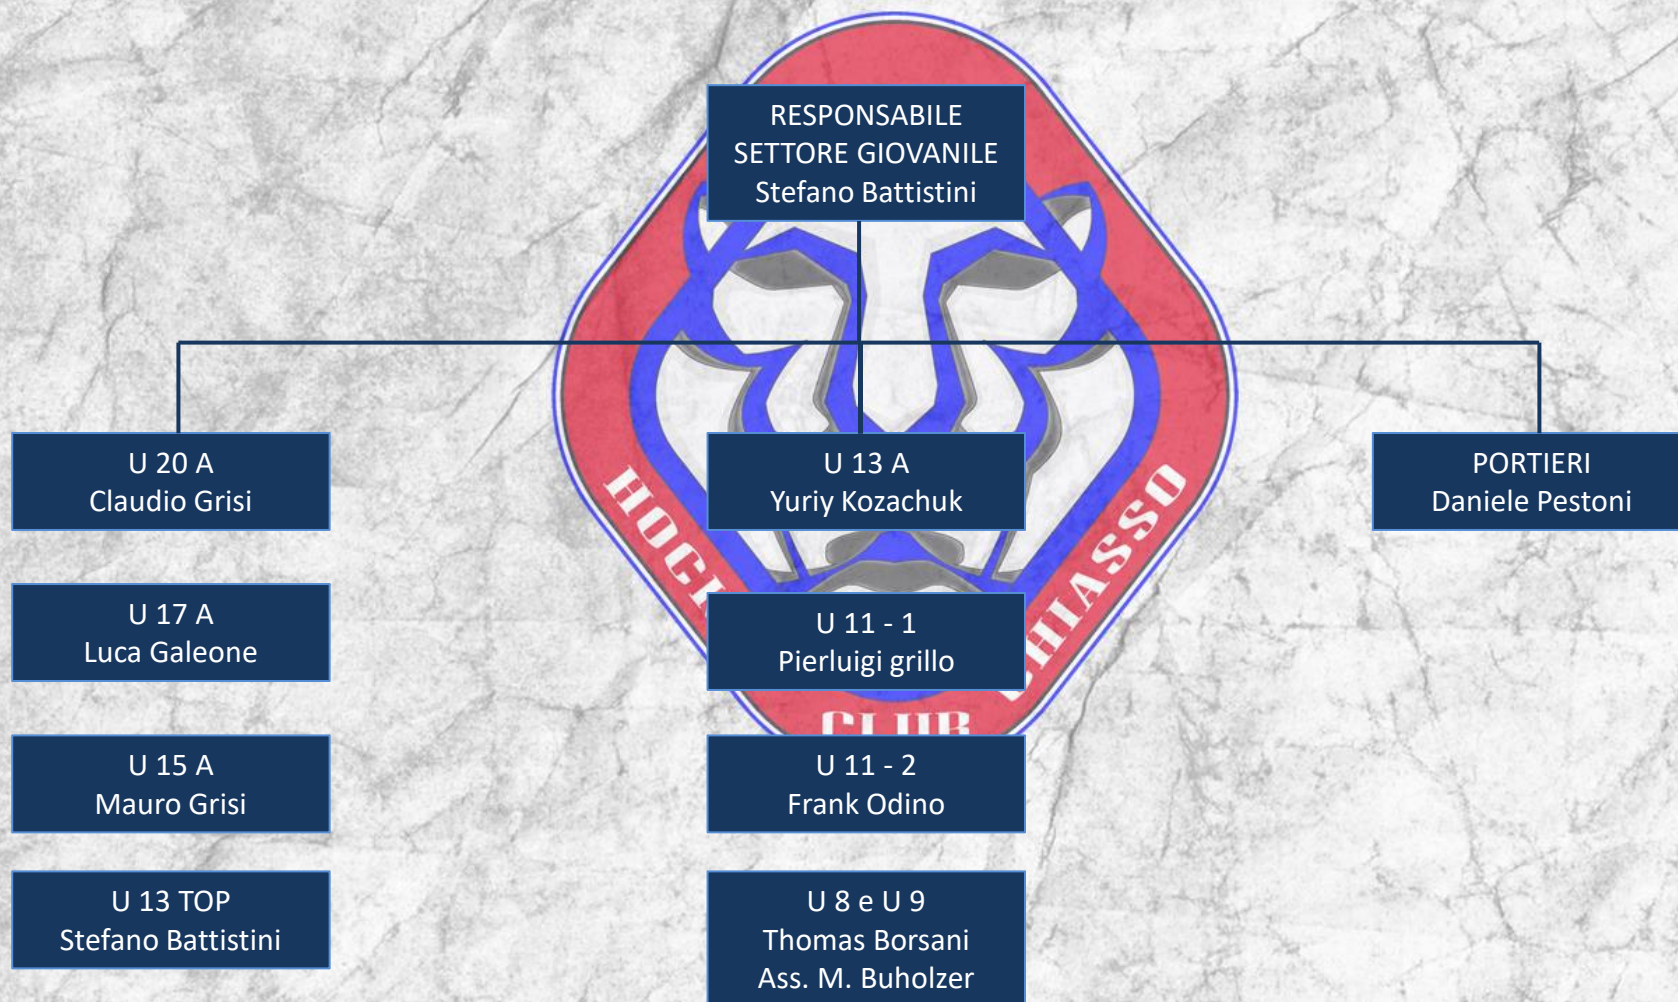 RESPONSABILE
SETTORE GIOVANILE
Stefano Battistini
U 20 A
Claudio Grisi
U 13 A
Yuriy Kozachuk
PORTIERI
Daniele Pestoni
U 17 A
Luca Galeone
U 11 - 1
Pierluigi grillo
U 15 A
Mauro Grisi
U 11 - 2
Frank Odino
U 13 TOP
Stefano Battistini
U 8 e U 9
Thomas Borsani
Ass. M. Buholzer
CLUB
CHIASSO